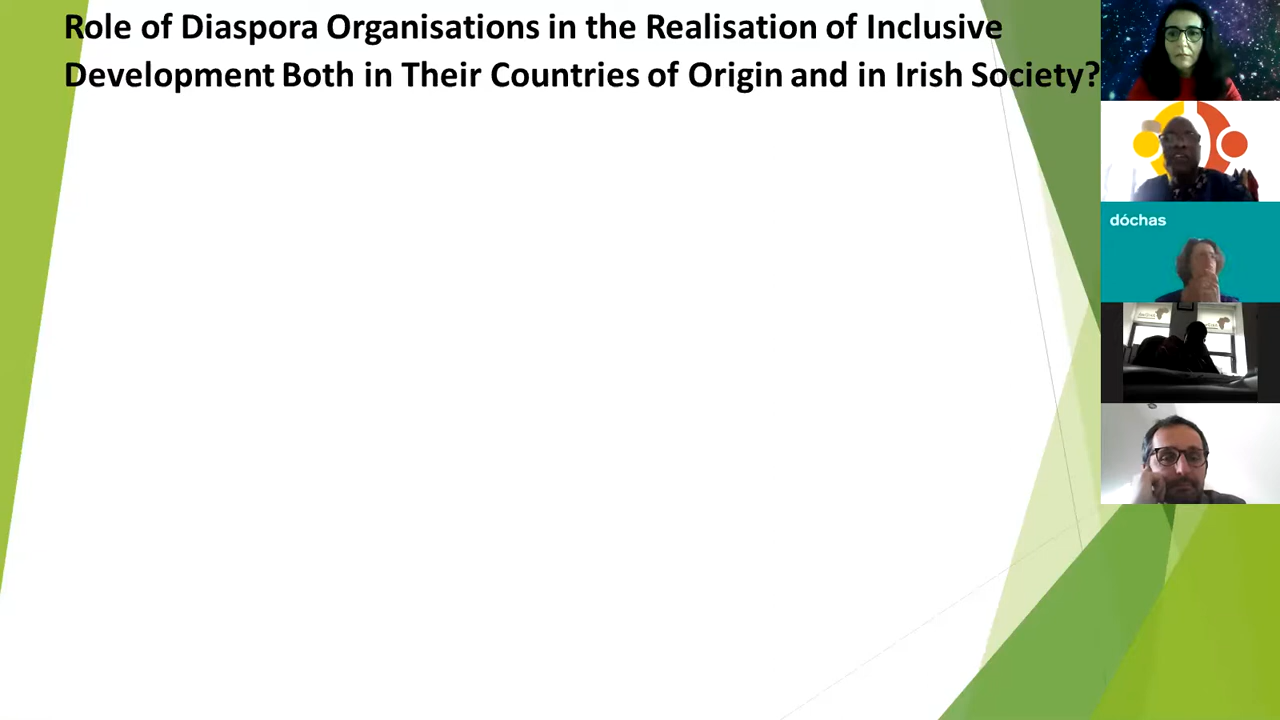 Role of Diaspora Organisations in the Realisation of Inclusive
Development Both in Their Countries of Origin and in Irish Society?
dóchas